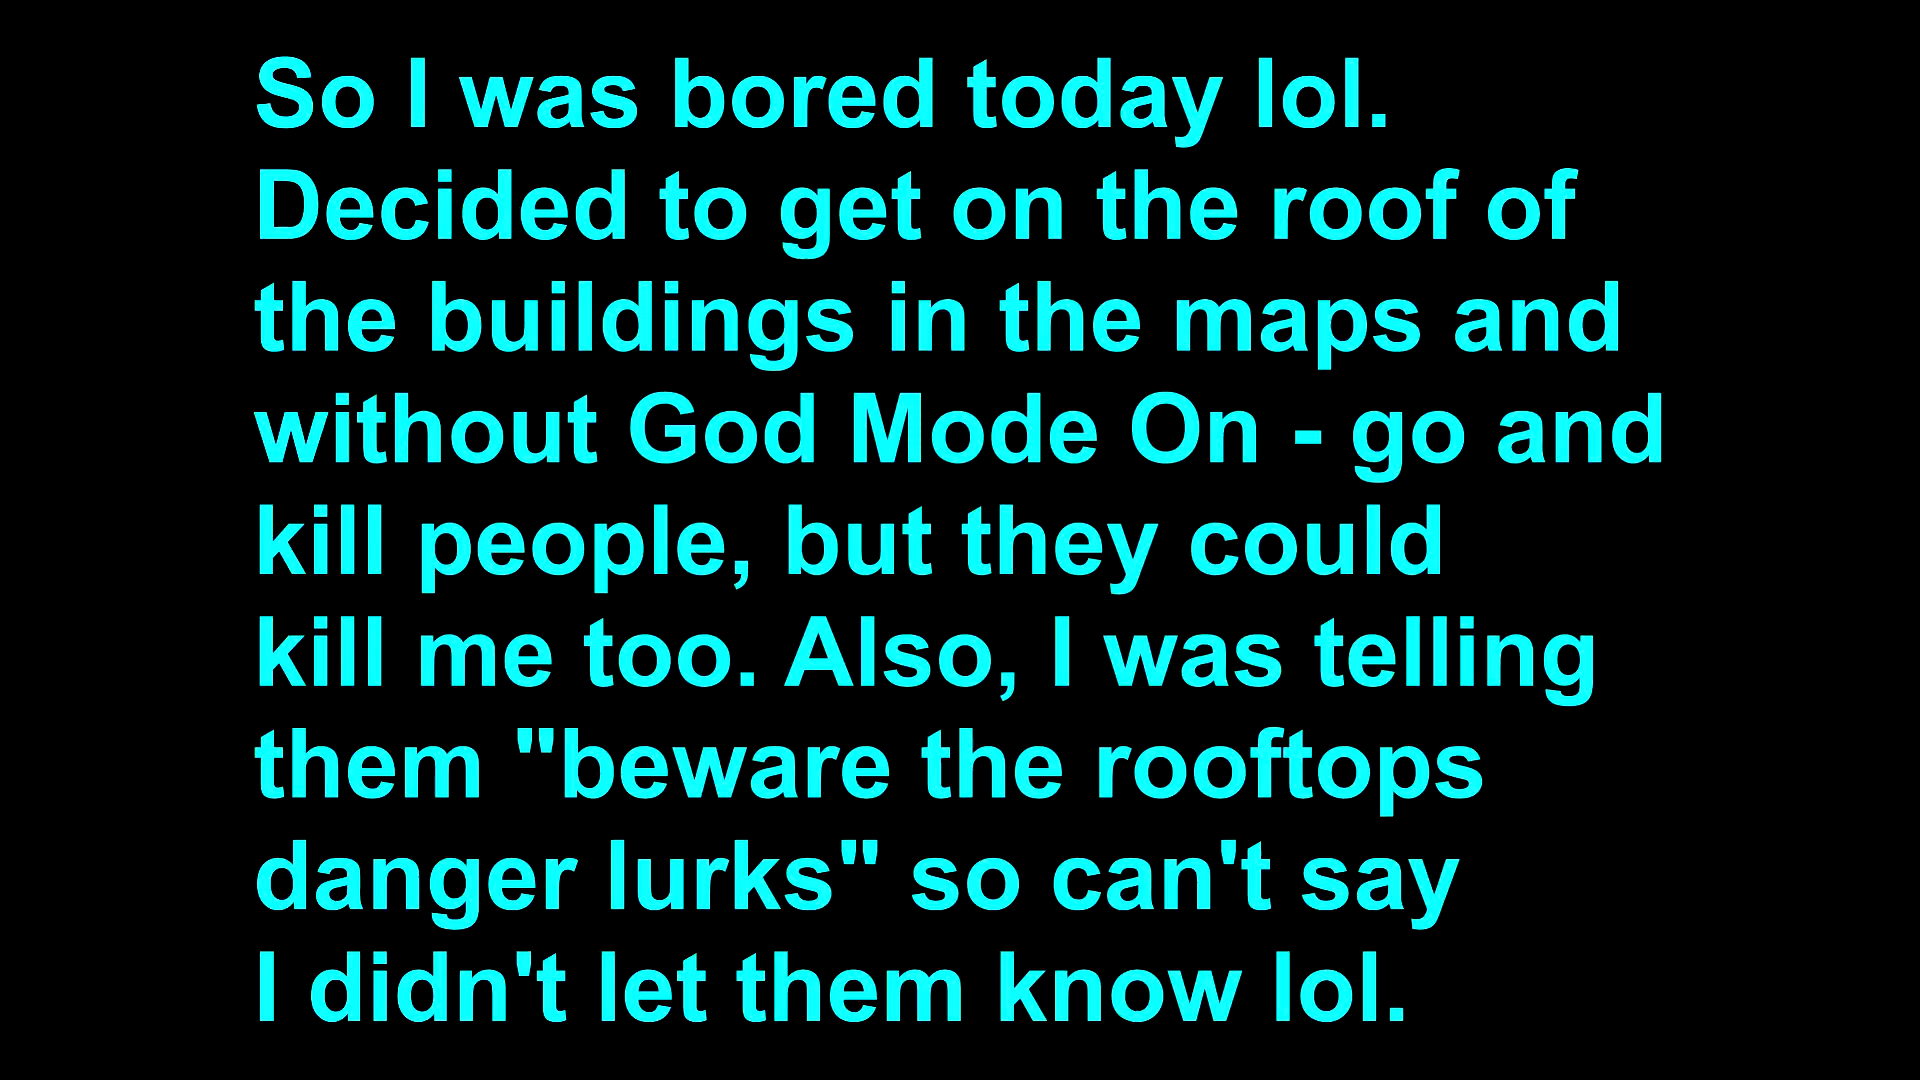 So I was bored today lol.
Decided to get on the roof of
the buildings in the maps and
without God Mode On - go and
kill people, but they could
kill me too. Also, I was telling
them "beware the rooftops
danger lurks" so can't say
I didn't let them know lol.